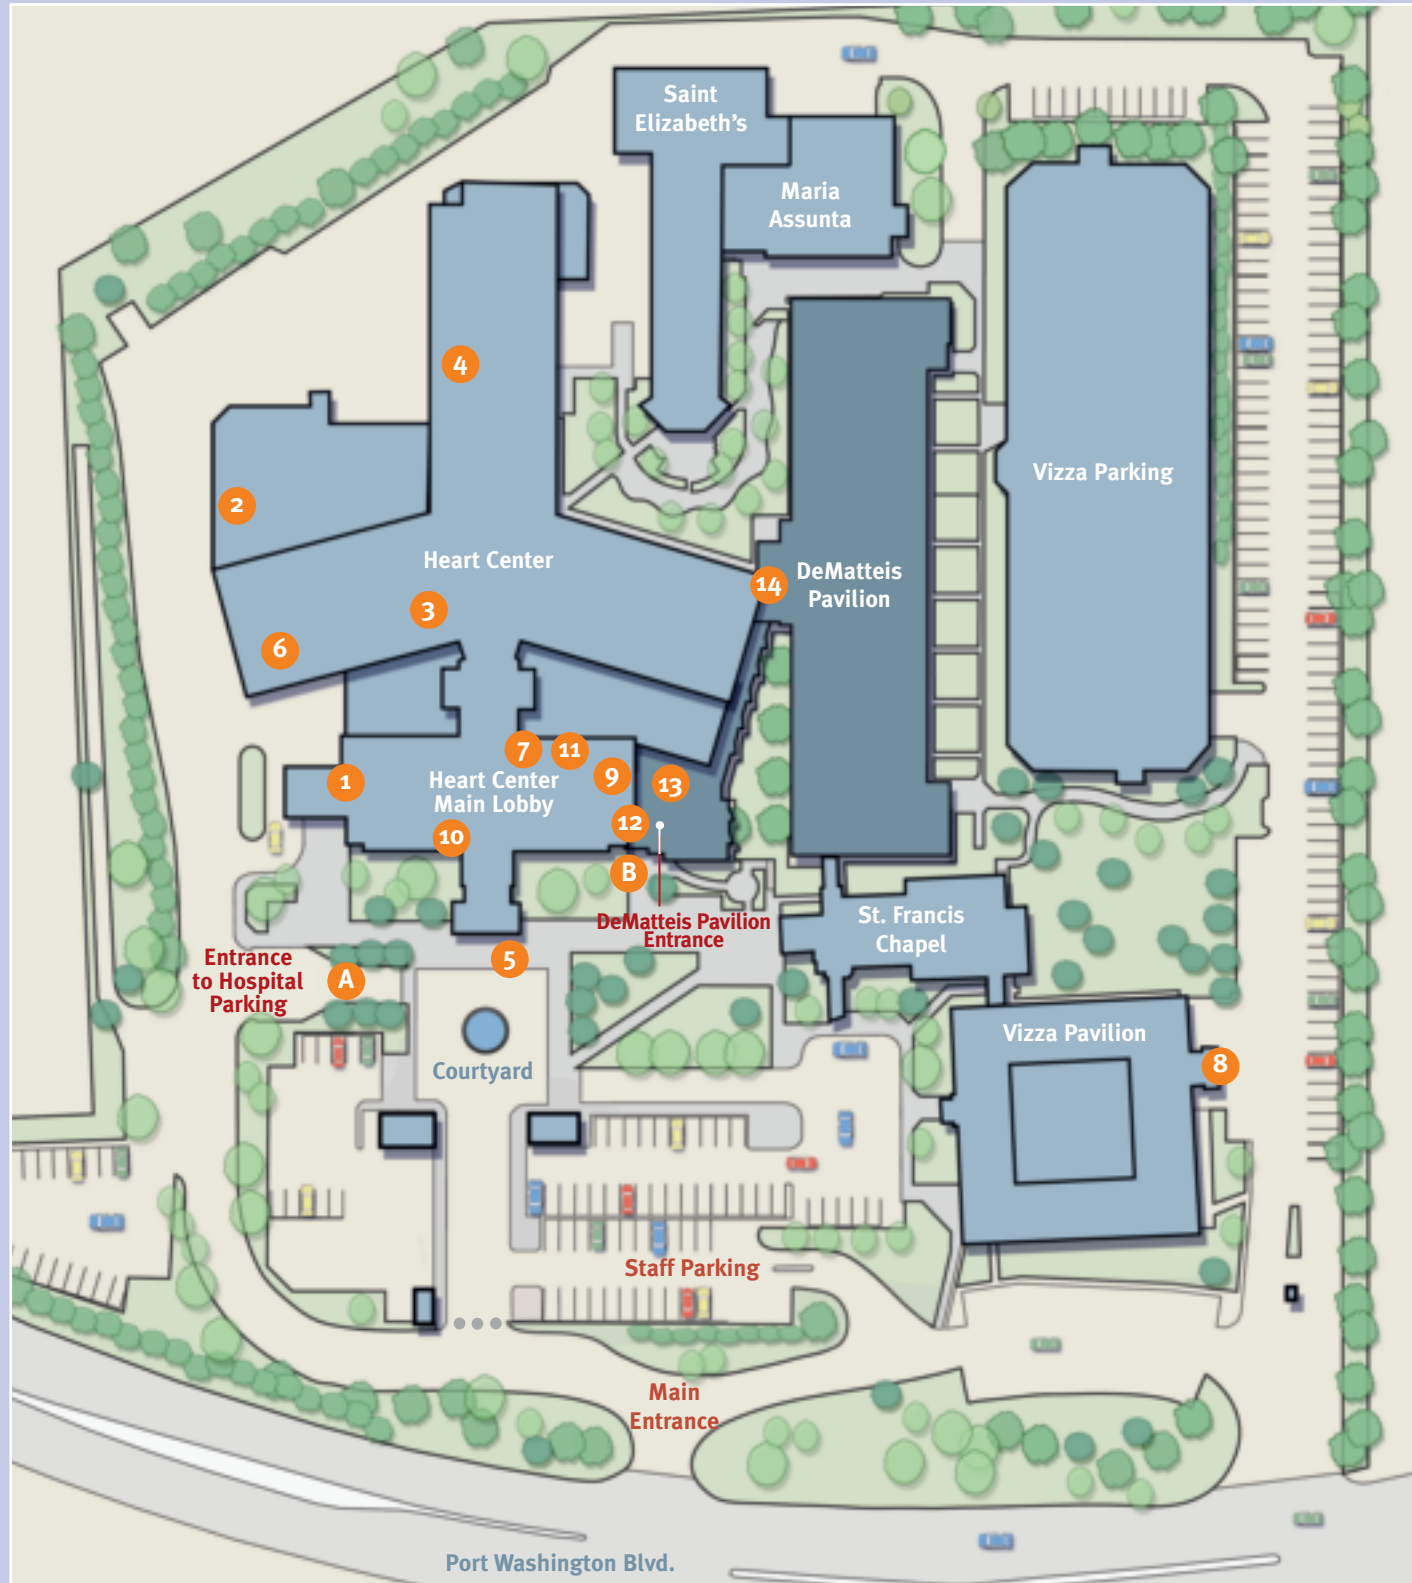 Saint
Elizabeth's
Maria
Assunta
4
Vizza Parking
2
Heart Center
14
DeMatteis
Pavilion
3
6
7
11
9
13
1
Heart Center
Main Lobby
12
10
B
DeMatteis Pavilion
Entrance
St. Francis
Chapel
5
Entrance
to Hospital
Parking
A
Vizza Pavilion
8
Courtyard
Staff Parking
Main
Entrance
Port Washington Blvd.